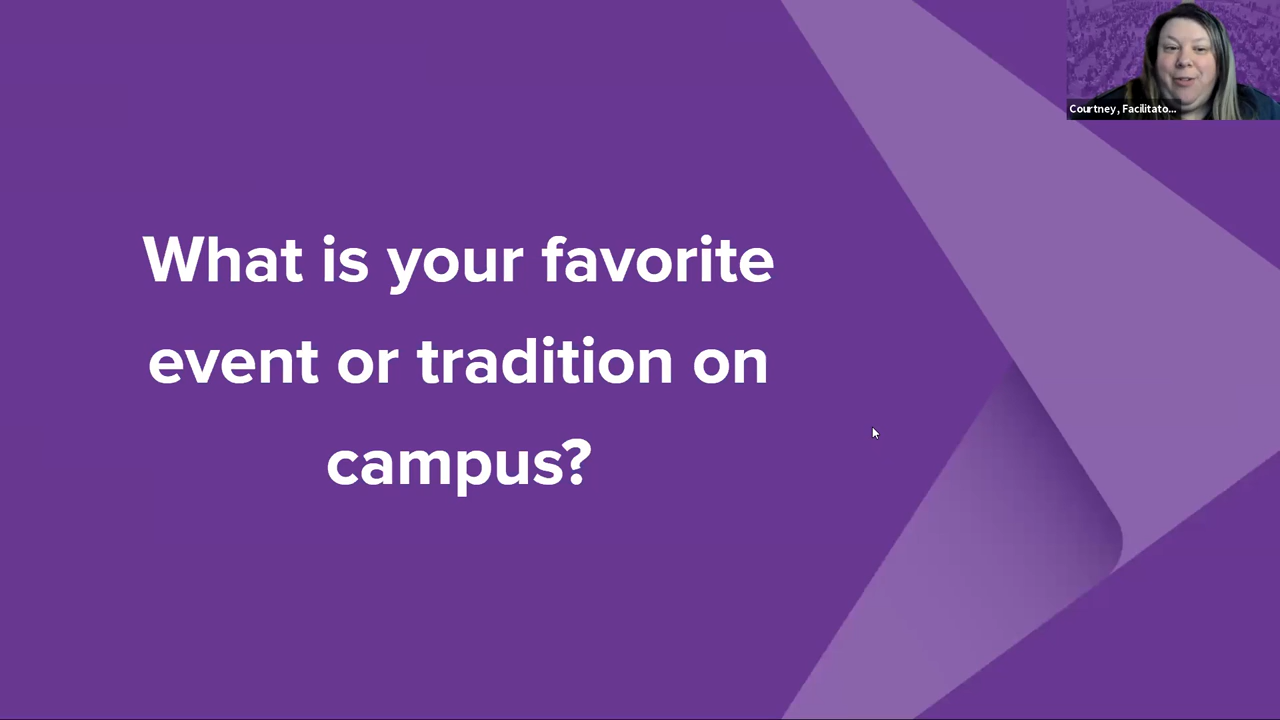 What is your favorite
event or tradition on
campus?
Courtney, Facilitato...